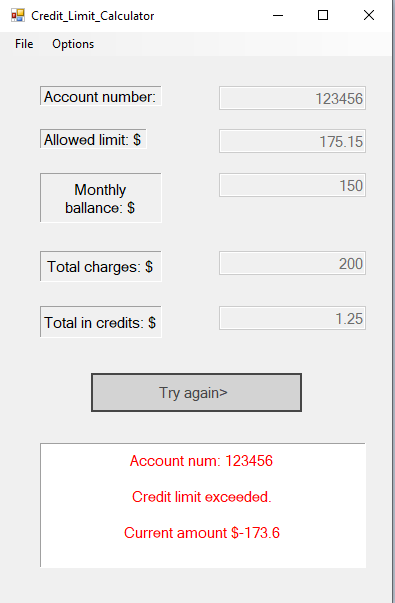 Credit_Limit_Calculator
File Options
Account number: 123456
Allowed limit: $ 175.15
Monthly
ballance: $ 150
Total charges: $ 200
Total in credits: $ 1.25
Try again>
Account num: 123456
Credit limit exceeded.
Current amount $-173.6